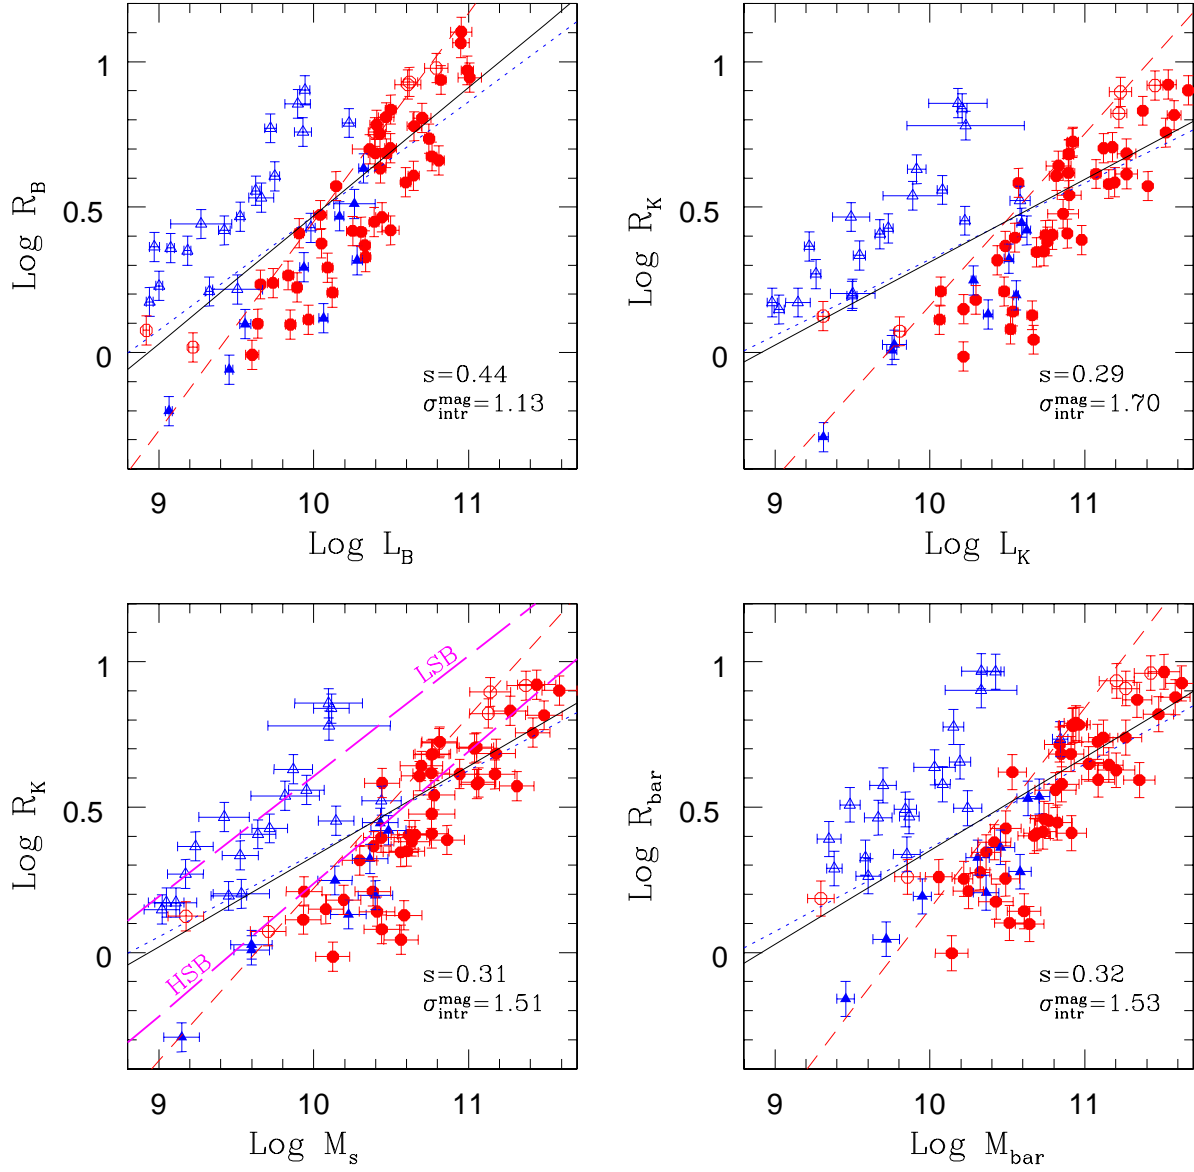 Log R_B
1
0.5
0
s=0.44
σ_intr^mag=1.13
9 10 11
Log L_B
Log R_K
1
0.5
0
s=0.29
σ_intr^mag=1.70
9 10 11
Log L_K
Log R_K
1
0.5
0
LSB
HSB
s=0.31
σ_intr^mag=1.51
9 10 11
Log M_s
Log R_bar
1
0.5
0
s=0.32
σ_intr^mag=1.53
9 10 11
Log M_bar